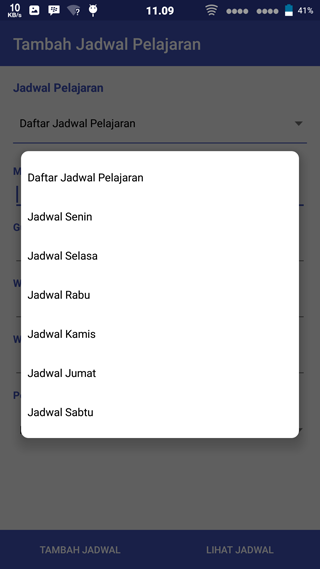 10
KB/s
11.09
41%
Tambah Jadwal Pelajaran
Jadwal Pelajaran
Daftar Jadwal Pelajaran
Daftar Jadwal Pelajaran
Jadwal Senin
Jadwal Selasa
Jadwal Rabu
Jadwal Kamis
Jadwal Jumat
Jadwal Sabtu
TAMBAH JADWAL
LIHAT JADWAL